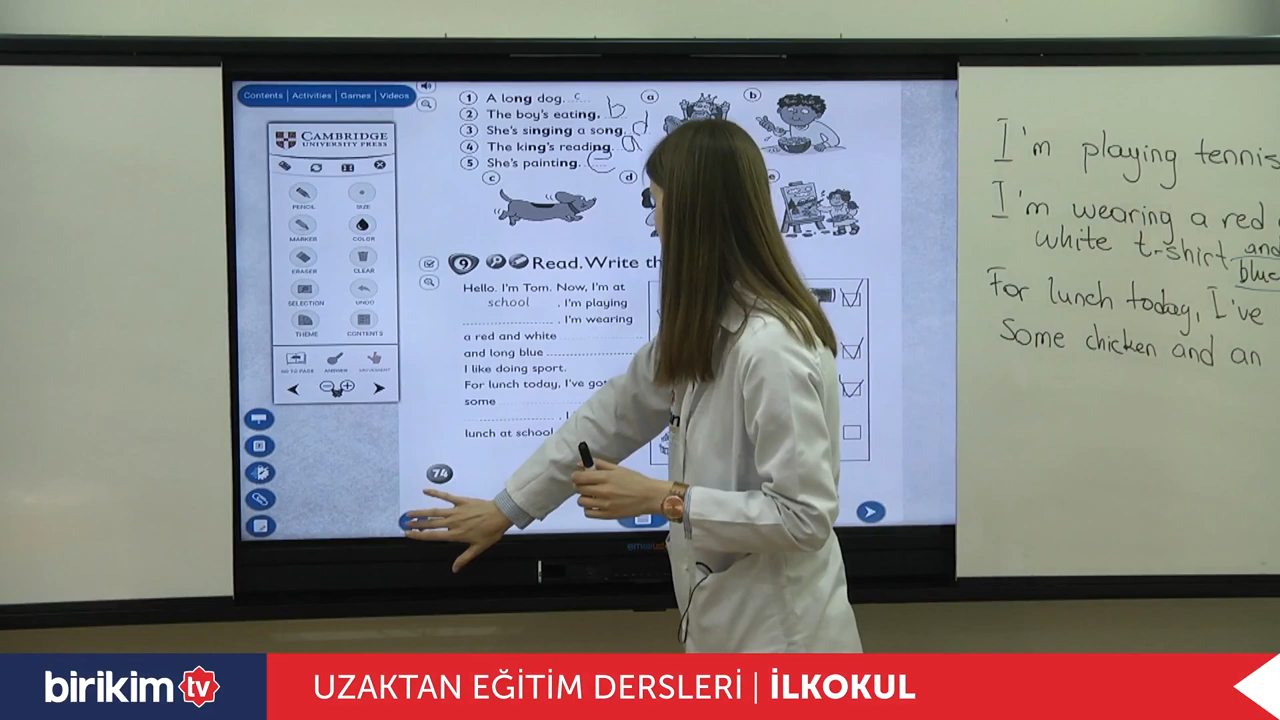 Contents | Activities | Games | Videos
CAMBRIDGE
UNIVERSITY PRESS
PENCIL
SIZE
MARKER
COLOR
ERASER
CLEAR
SELECTION
UNDO
THEME
CONTENTS
GO TO PAGE
ANSWER
1 A long dog. c
2 The boy's eating. b
3 She's singing a song. d
4 The king's reading. a
5 She's painting. e
a
b
c
d
e
9 Read. Write th
Hello. I'm Tom. Now, I'm at
school . I'm playing
. I'm wearing
a red and white
and long blue
I like doing sport.
For lunch today, I've got
some
lunch at school
74
I'm playing tennis
I'm wearing a red
white t-shirt and
blue
For lunch today, I've
some chicken and an
birikim tv
UZAKTAN EĞİTİM DERSLERİ | İLKOKUL